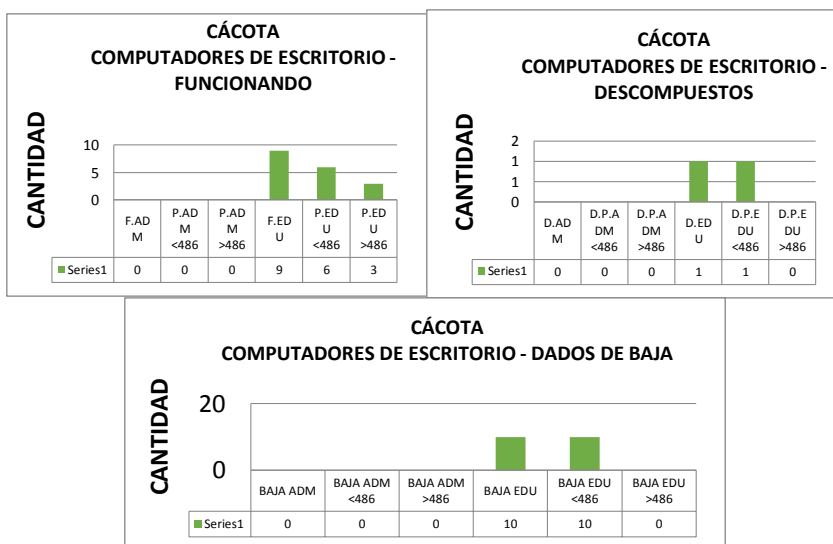 CÁCOTA
COMPUTADORES DE ESCRITORIO -
FUNCIONANDO
CANTIDAD
10
5
0
F.AD
M
P.AD
M
<486
P.AD
M
>486
F.ED
U
P.ED
U
<486
P.ED
U
>486
Series1 0 0 0 9 6 3
CÁCOTA
COMPUTADORES DE ESCRITORIO -
DESCOMPUESTOS
CANTIDAD
2
1
1
0
D.AD
M
D.P.A
DM
<486
D.P.A
DM
>486
D.ED
U
D.P.E
DU
<486
D.P.E
DU
>486
Series1 0 0 0 1 1 0
CÁCOTA
COMPUTADORES DE ESCRITORIO - DADOS DE BAJA
CANTIDAD
20
0
BAJA ADM
BAJA ADM
<486
BAJA ADM
>486
BAJA EDU
BAJA EDU
<486
BAJA EDU
>486
Series1 0 0 0 10 10 0